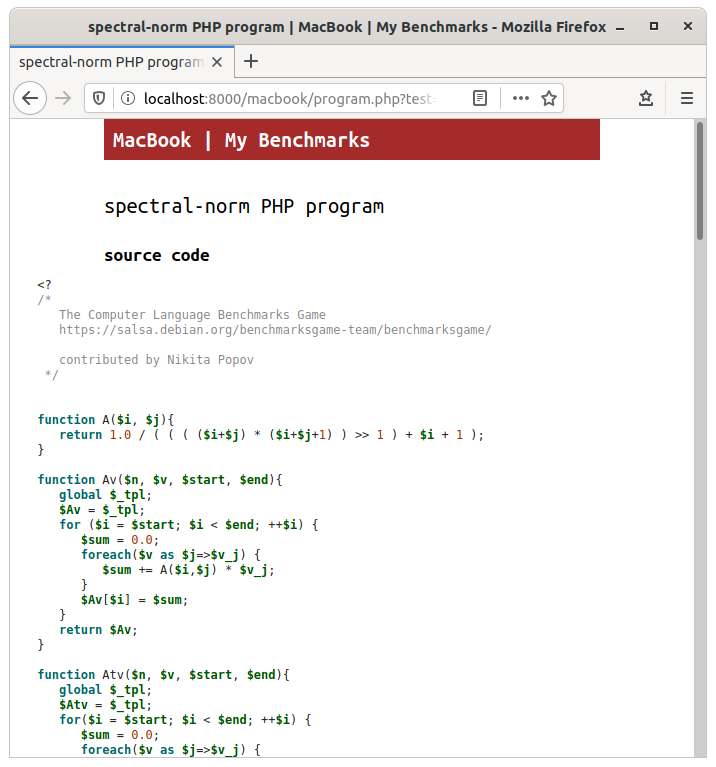 spectral-norm PHP program | MacBook | My Benchmarks - Mozilla Firefox
spectral-norm PHP program
localhost:8000/macbook/program.php?test=
MacBook | My Benchmarks
spectral-norm PHP program
source code
<?
/*
   The Computer Language Benchmarks Game
   https://salsa.debian.org/benchmarksgame-team/benchmarksgame/
   contributed by Nikita Popov
 */
function A($i, $j){
   return 1.0 / ( ( ( ($i+$j) * ($i+$j+1) ) >> 1 ) + $i + 1 );
}
function Av($n, $v, $start, $end){
   global $_tpl;
   $Av = $_tpl;
   for ($i = $start; $i < $end; ++$i) {
      $sum = 0.0;
      foreach($v as $j=>$v_j) {
         $sum += A($i,$j) * $v_j;
      }
      $Av[$i] = $sum;
   }
   return $Av;
}
function Atv($n, $v, $start, $end){
   global $_tpl;
   $Atv = $_tpl;
   for($i = $start; $i < $end; ++$i) {
      $sum = 0.0;
      foreach($v as $j=>$v_j) {